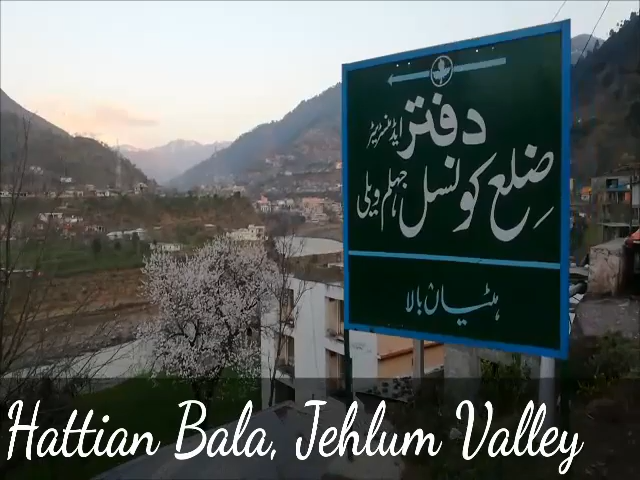 دفتر ایڈمنسٹریٹر
ضلع کونسل جہلم ویلی
ہٹیاں بالا
Hattian Bala, Jehlum Valley